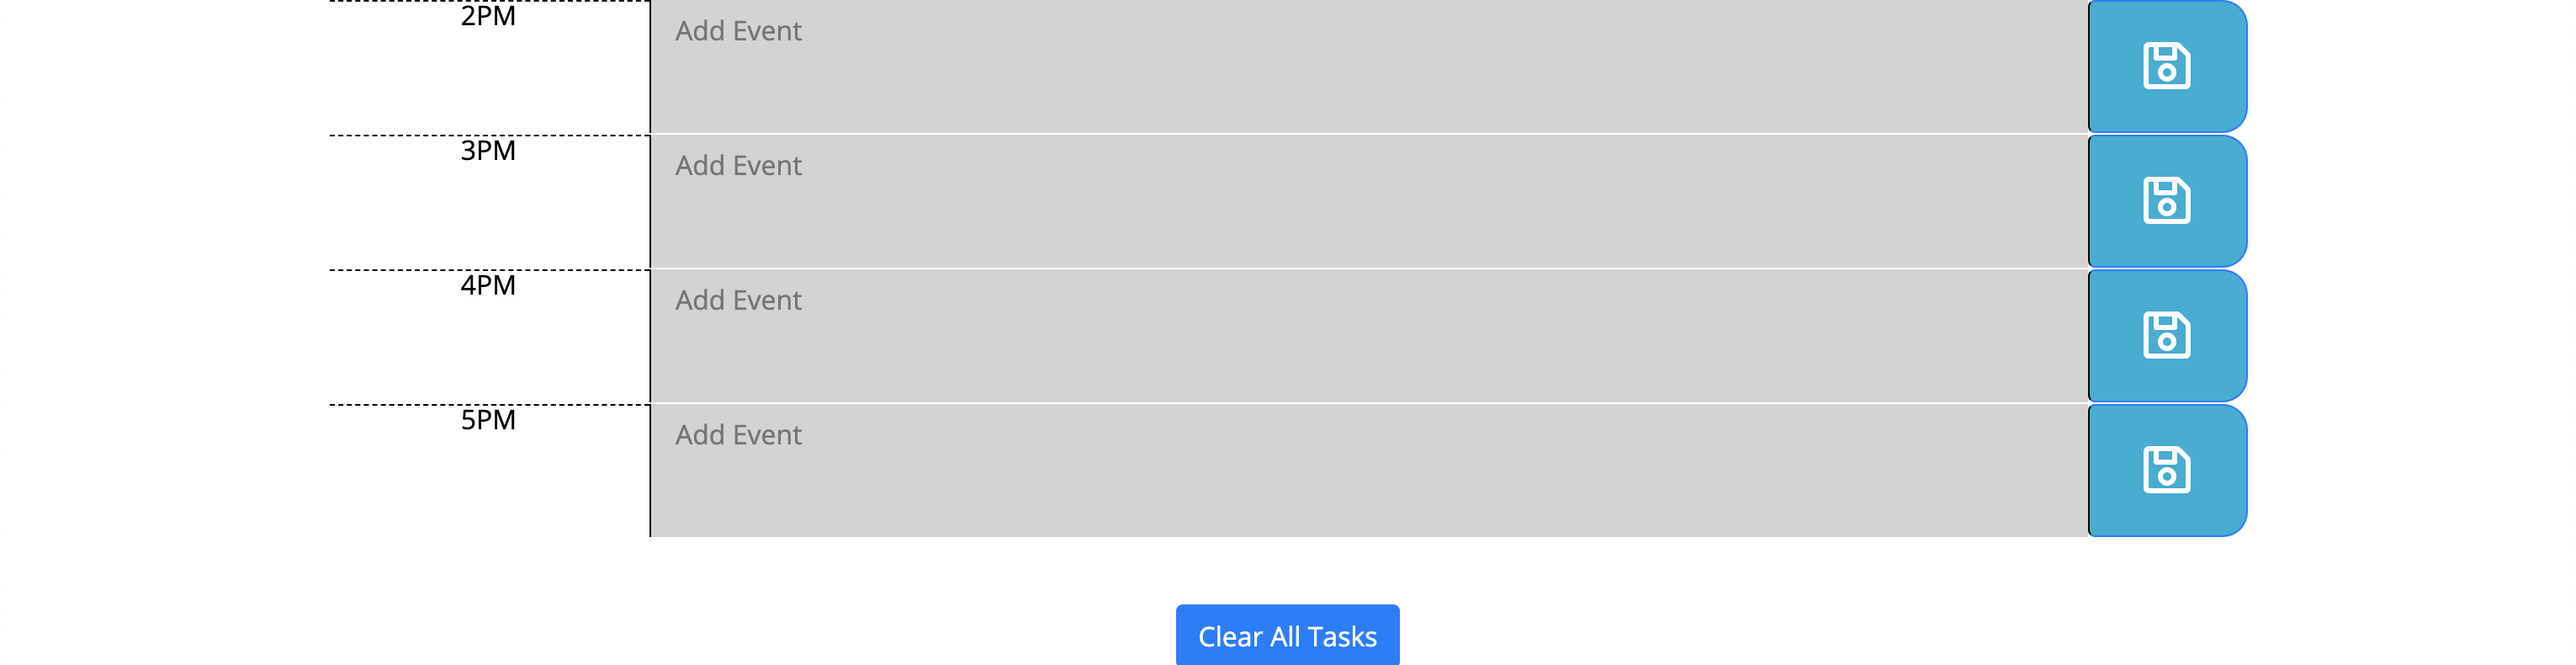 2PM
Add Event
3PM
Add Event
4PM
Add Event
5PM
Add Event
Clear All Tasks